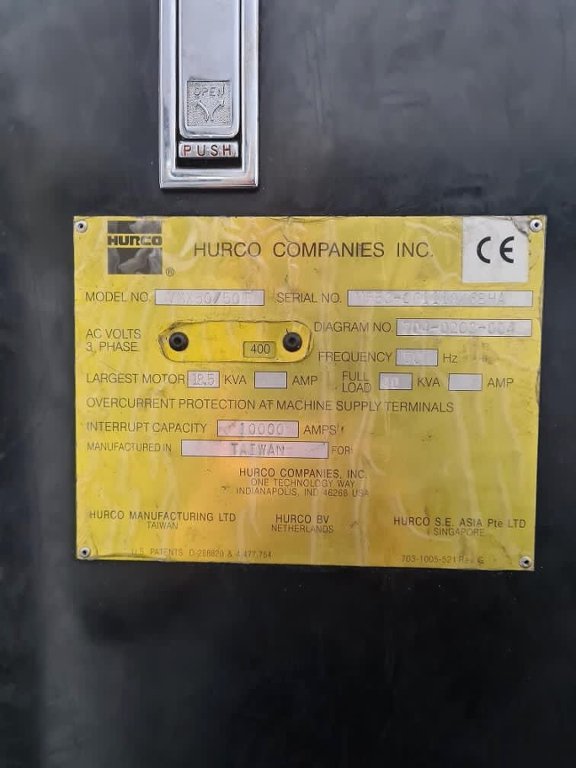 OPEN
PUSH
HURCO
®
HURCO COMPANIES INC.
CE
MODEL NO.
SERIAL NO.
AC VOLTS
3 PHASE
400
DIAGRAM NO.
FREQUENCY Hz
LARGEST MOTOR KVA AMP
FULL
LOAD KVA AMP
OVERCURRENT PROTECTION AT MACHINE SUPPLY TERMINALS
INTERRUPT CAPACITY 10000 AMPS
MANUFACTURED IN TAIWAN FOR:
HURCO COMPANIES, INC.
ONE TECHNOLOGY WAY
INDIANAPOLIS, IND 46268 USA
HURCO MANUFACTURING LTD
TAIWAN
HURCO BV
NETHERLANDS
HURCO S.E. ASIA Pte LTD
SINGAPORE
U.S. PATENTS